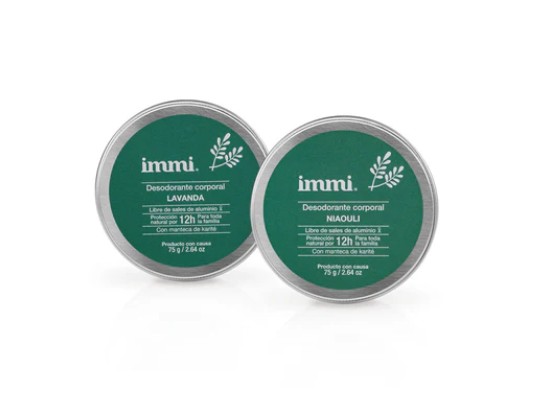 immi®
Desodorante corporal
LAVANDA
Libre de sales de aluminio
Protección natural por 12h Para toda la familia
Con manteca de karité
Producto con causa
75 g / 2.64 oz
immi®
Desodorante corporal
NIAOULI
Libre de sales de aluminio
Protección natural por 12h Para toda la familia
Con manteca de karité
Producto con causa
75 g / 2.64 oz